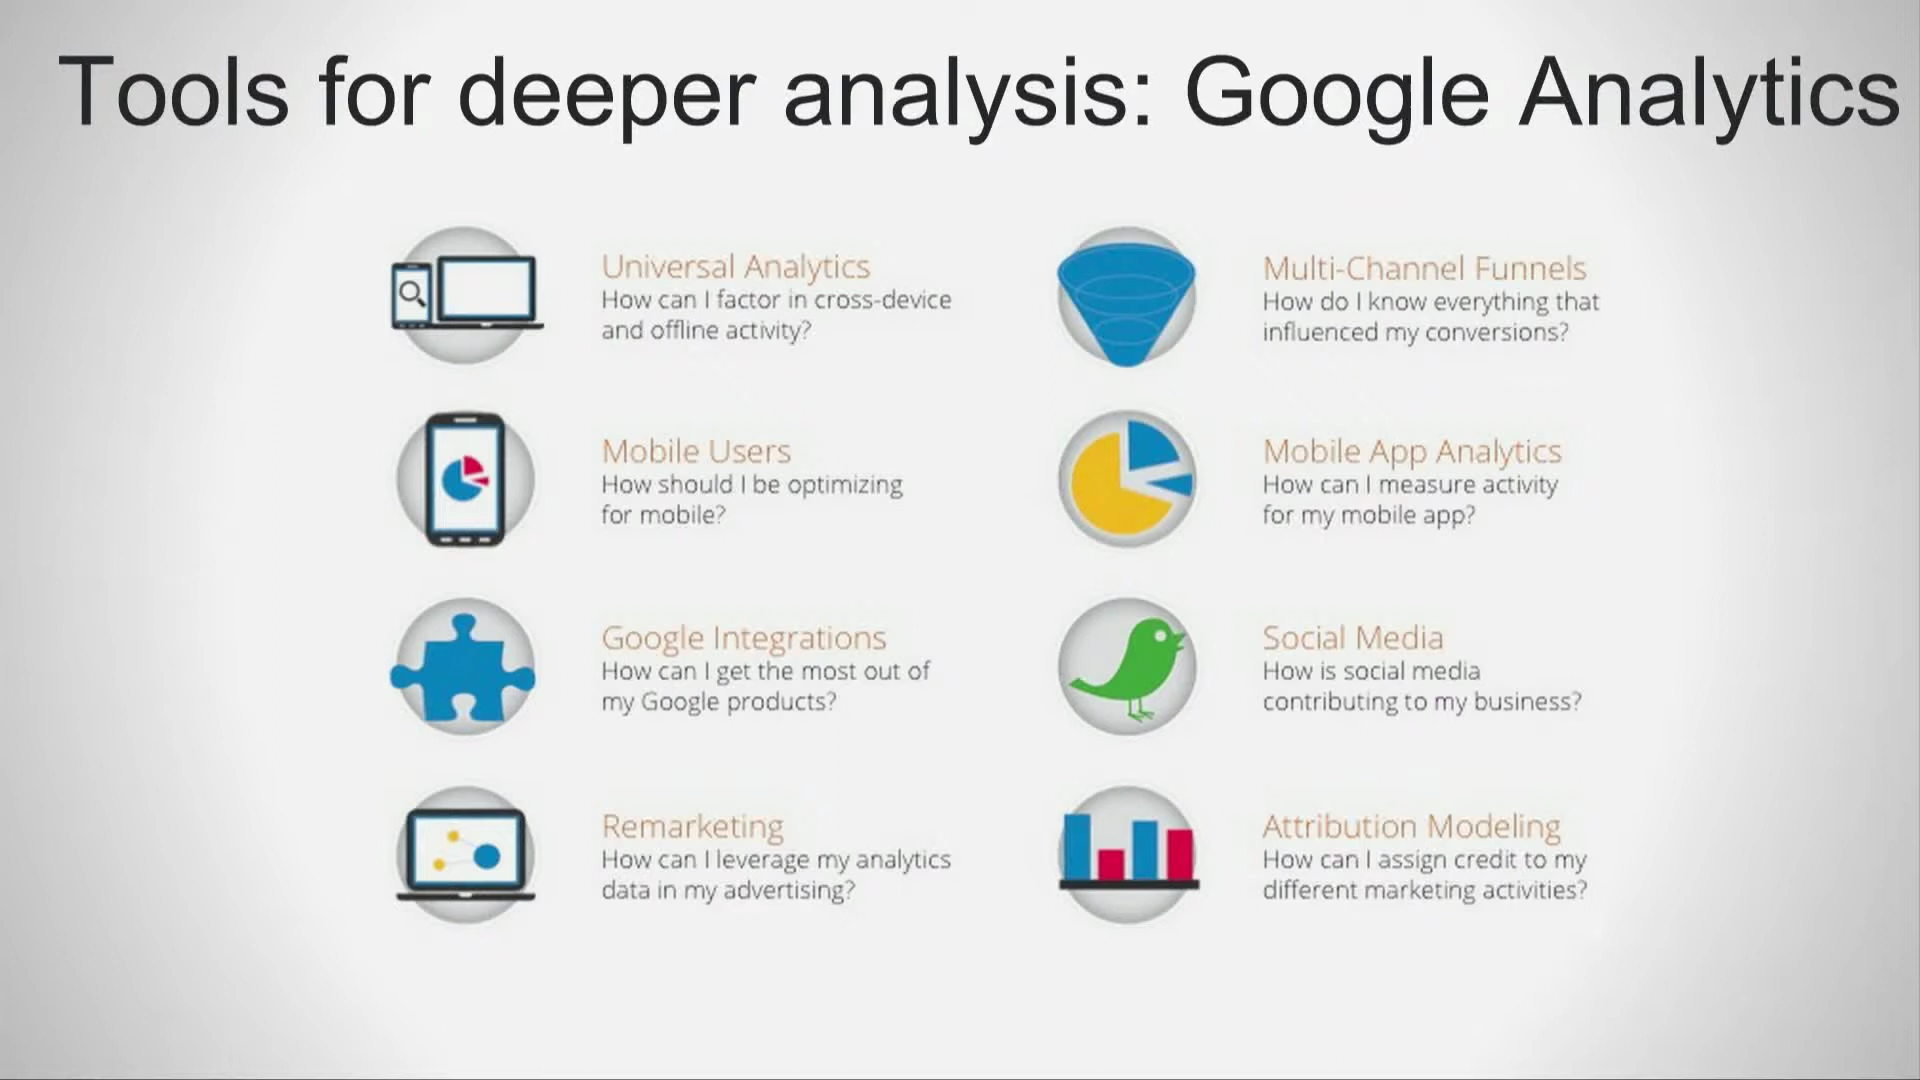 Tools for deeper analysis: Google Analytics
Universal Analytics
How can I factor in cross-device
and offline activity?
Multi-Channel Funnels
How do I know everything that
influenced my conversions?
Mobile Users
How should I be optimizing
for mobile?
Mobile App Analytics
How can I measure activity
for my mobile app?
Google Integrations
How can I get the most out of
my Google products?
Social Media
How is social media
contributing to my business?
Remarketing
How can I leverage my analytics
data in my advertising?
Attribution Modeling
How can I assign credit to my
different marketing activities?